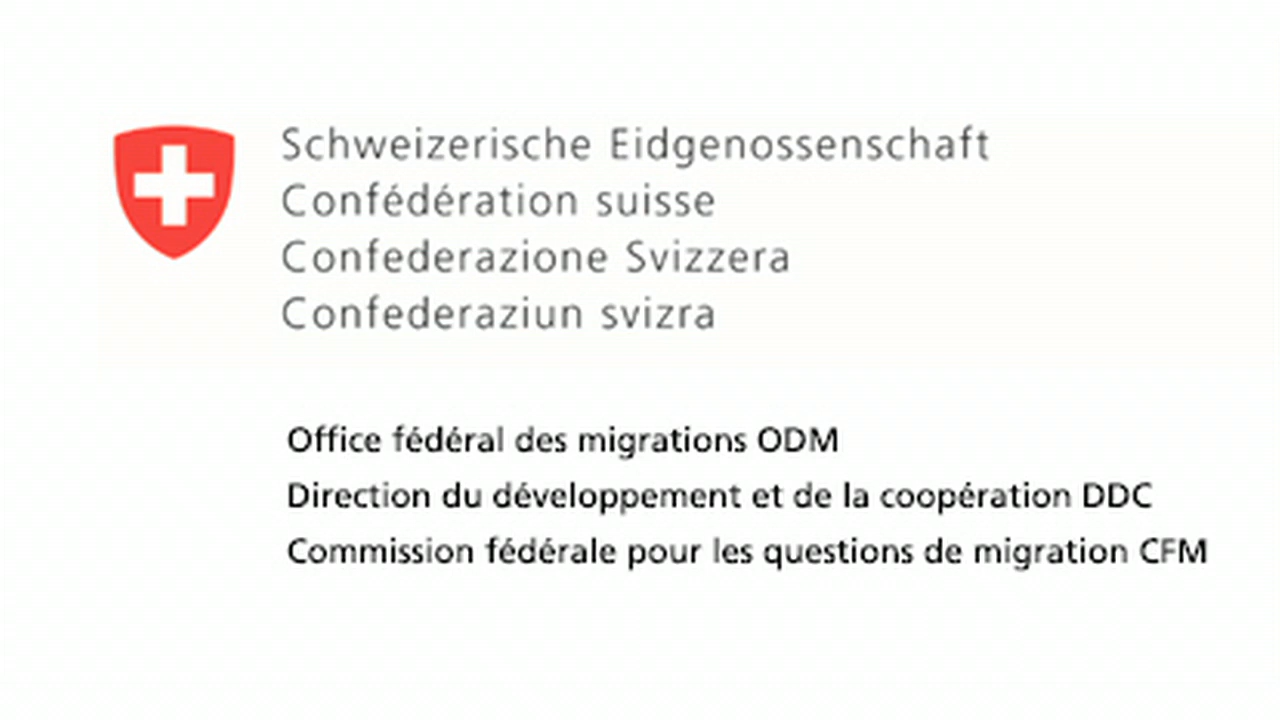 Schweizerische Eidgenossenschaft
Confédération suisse
Confederazione Svizzera
Confederaziun svizra
Office fédéral des migrations ODM
Direction du développement et de la coopération DDC
Commission fédérale pour les questions de migration CFM